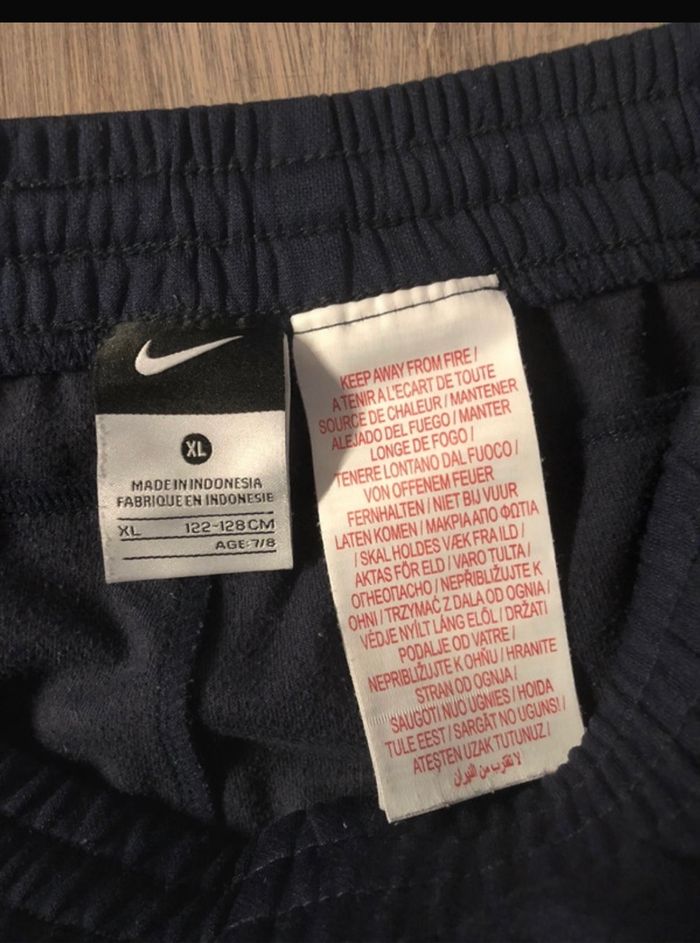 XL
MADE IN INDONESIA
FABRIQUE EN INDONESIE
XL 122-128 CM
AGE:7/8
KEEP AWAY FROM FIRE /
A TENIR A L'ECART DE TOUTE
SOURCE DE CHALEUR / MANTENER
ALEJADO DEL FUEGO / MANTER
LONGE DE FOGO /
TENERE LONTANO DAL FUOCO /
VON OFFENEM FEUER
FERNHALTEN / NIET BIJ VUUR
LATEN KOMEN / ΜΑΚΡΙΑ ΑΠΟ ΦΩΤΙΑ
/ SKAL HOLDES VÆK FRA ILD /
AKTAS FÖR ELD / VARO TULTA /
ОГНЕОПАСНО / NEPŘIBLIŽUJTE K
OHNI / TRZYMAĆ Z DALA OD OGNIA /
VÉDJE NYÍLT LÁNG ELŐL / DRŽATI
PODALJE OD VATRE /
NEPRIBLIŽUJTE K OHŇU / HRANITE
STRAN OD OGNJA /
SAUGOTI NUO UGNIES / HOIDA
TULE EEST / SARGĀT NO UGUNS! /
ATEŞTEN UZAK TUTUNUZ /
لا تقترب من النيران